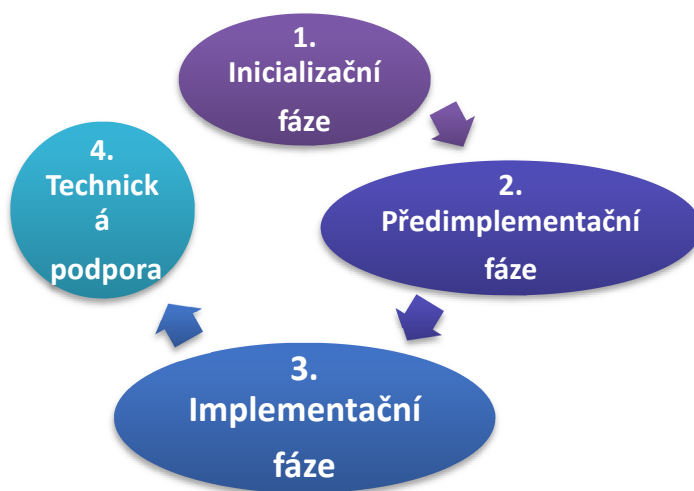 1.
Inicializační
fáze
2.
Předimplementační
fáze
3.
Implementační
fáze
4.
Technick
á
podpora